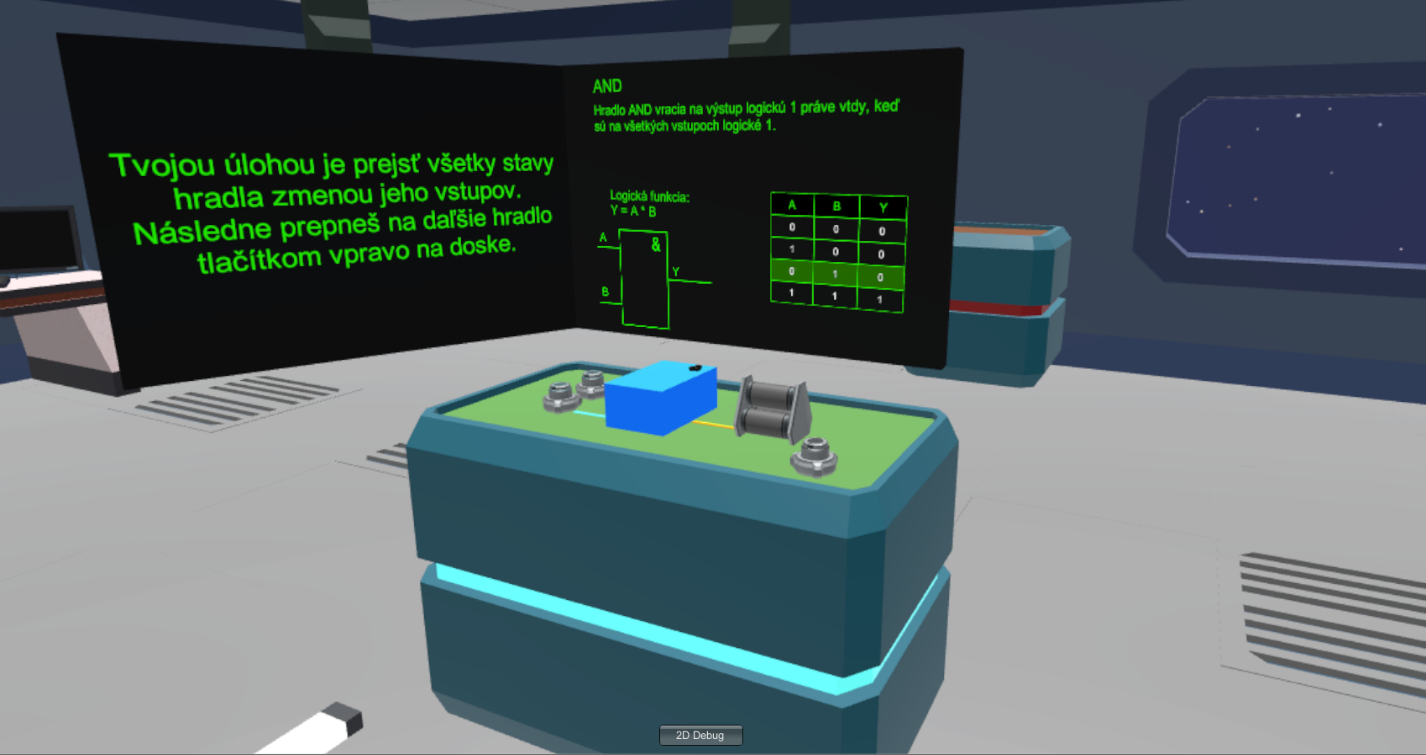 Tvojou úlohou je prejsť všetky stavy
hradla zmenou jeho vstupov.
Následne prepneš na ďaľšie hradlo
tlačítkom vpravo na doske.
AND
Hradlo AND vracia na výstup logickú 1 práve vtdy, keď
sú na všetkých vstupoch logické 1.
Logická funkcia:
Y = A * B
A
&
Y
B
A B Y
0 0 0
1 0 0
0 1 0
1 1 1
2D Debug